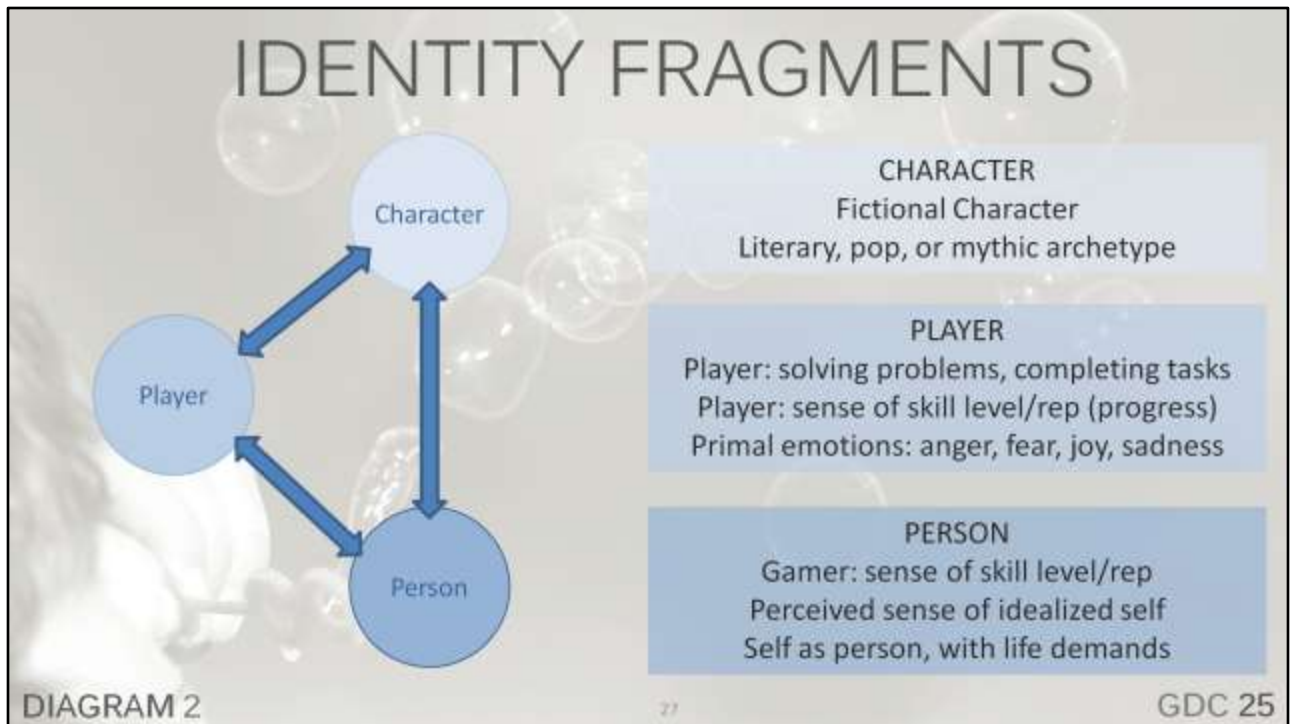 IDENTITY FRAGMENTS
Character
Player
Person
CHARACTER
Fictional Character
Literary, pop, or mythic archetype
PLAYER
Player: solving problems, completing tasks
Player: sense of skill level/rep (progress)
Primal emotions: anger, fear, joy, sadness
PERSON
Gamer: sense of skill level/rep
Perceived sense of idealized self
Self as person, with life demands
DIAGRAM 2
27
GDC 25